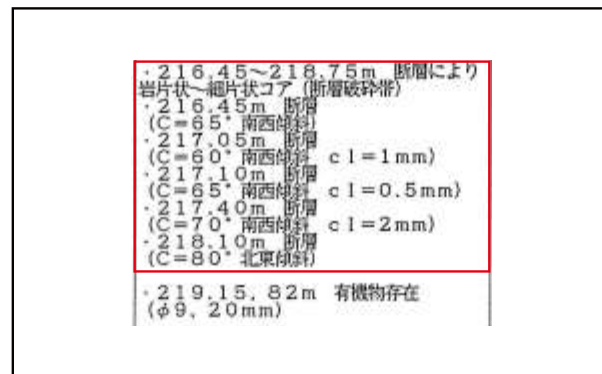 ・216.45～218.75m 断層により
岩片状～細片状コア（断層破砕帯）
・216.45m 断層
(C=65° 南西傾斜)
・217.05m 断層
(C=60° 南西傾斜 cl=1mm)
・217.10m 断層
(C=65° 南西傾斜 cl=0.5mm)
・217.40m 断層
(C=70° 南西傾斜 cl=2mm)
・218.10m 断層
(C=80° 北東傾斜)
・219.15, 82m 有機物存在
(φ9, 20mm)